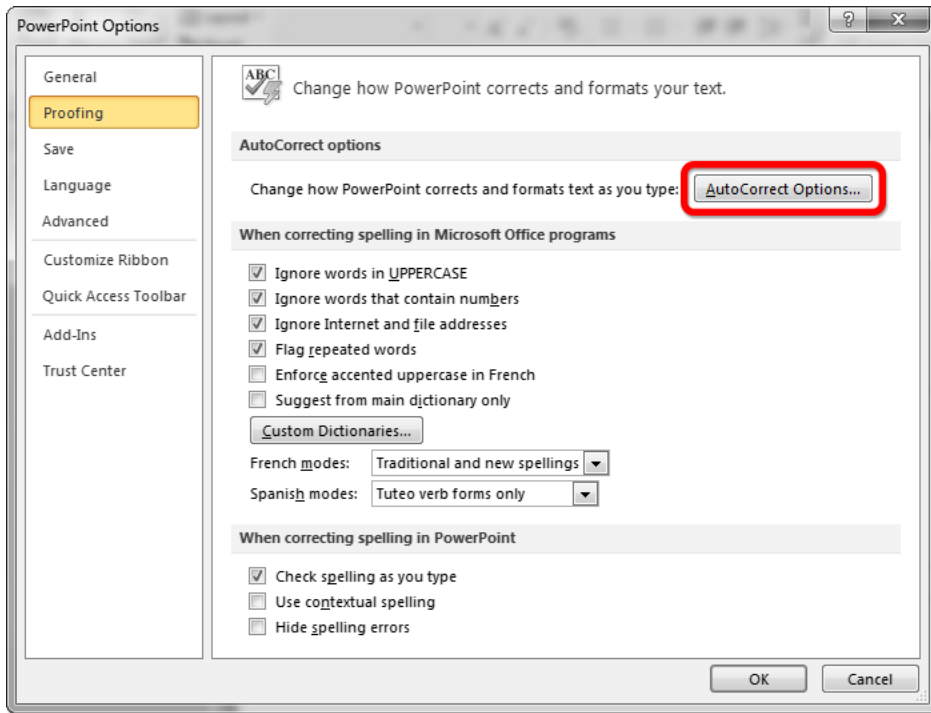 PowerPoint Options
General
Proofing
Save
Language
Advanced
Customize Ribbon
Quick Access Toolbar
Add-Ins
Trust Center
ABC
Change how PowerPoint corrects and formats your text.
AutoCorrect options
Change how PowerPoint corrects and formats text as you type: AutoCorrect Options...
When correcting spelling in Microsoft Office programs
Ignore words in UPPERCASE
Ignore words that contain numbers
Ignore Internet and file addresses
Flag repeated words
Enforce accented uppercase in French
Suggest from main dictionary only
Custom Dictionaries...
French modes: Traditional and new spellings
Spanish modes: Tuteo verb forms only
When correcting spelling in PowerPoint
Check spelling as you type
Use contextual spelling
Hide spelling errors
OK Cancel